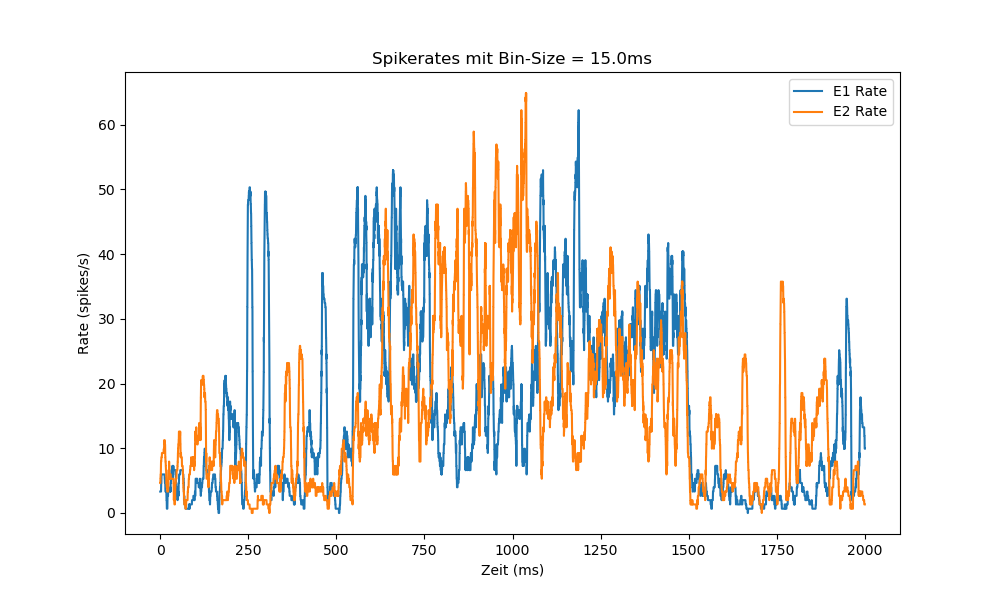 Spikerates mit Bin-Size = 15.0ms
E1 Rate
E2 Rate
Rate (spikes/s)
60
50
40
30
20
10
0
0 250 500 750 1000 1250 1500 1750 2000
Zeit (ms)